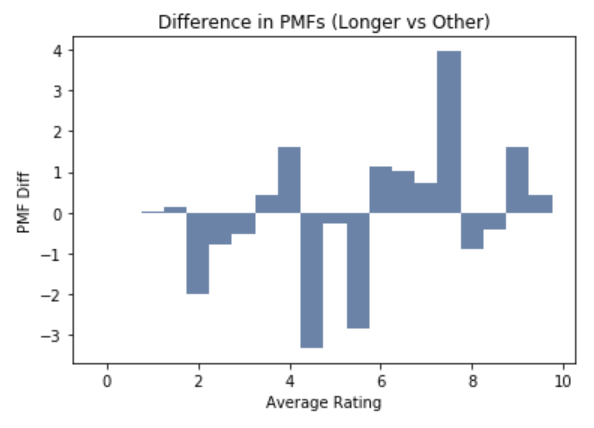 Difference in PMFs (Longer vs Other)
4
3
2
1
0
−1
−2
−3
PMF Diff
0 2 4 6 8 10
Average Rating